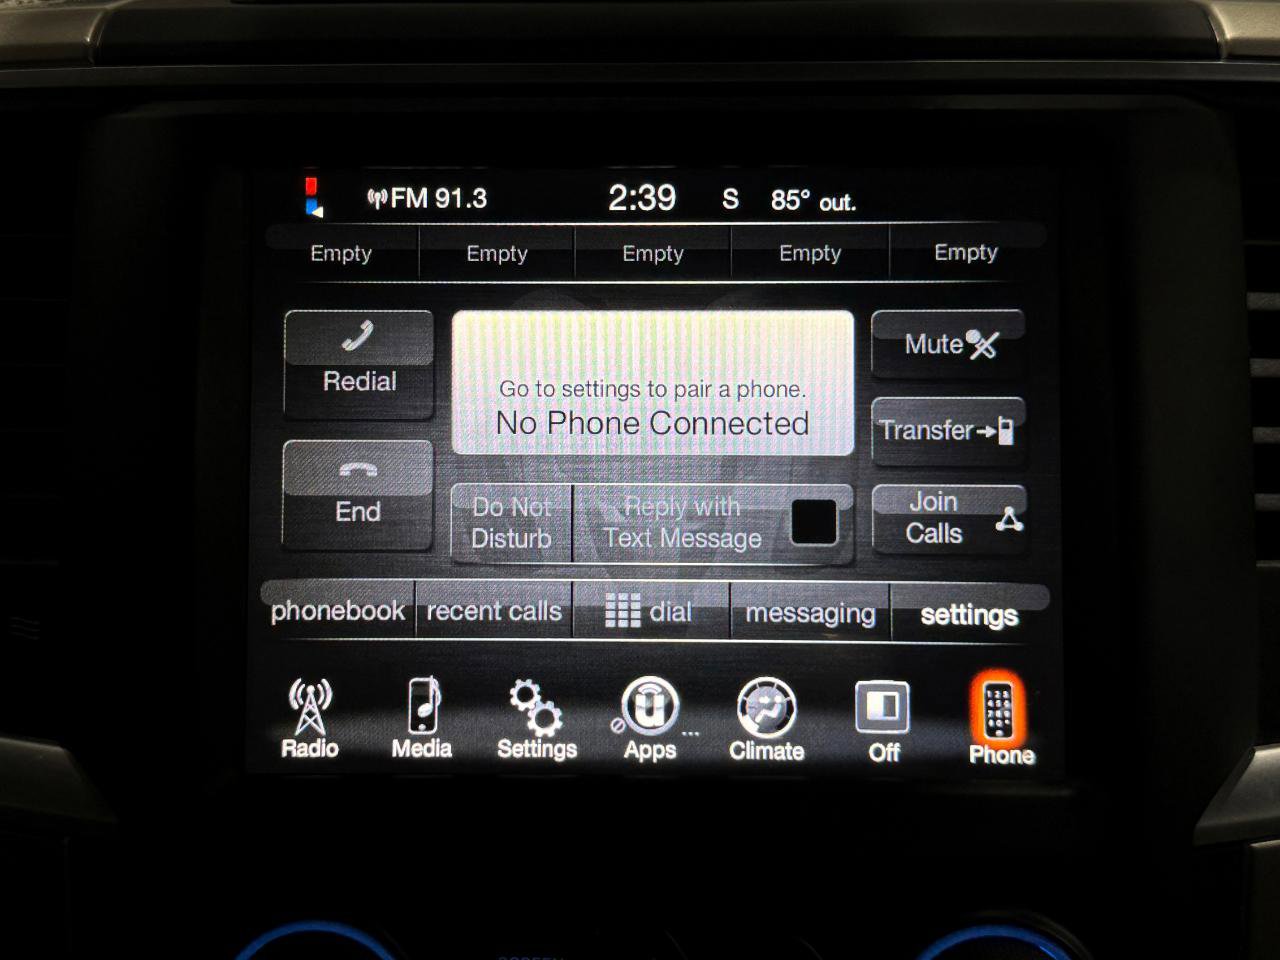 FM 91.3 2:39 S 85° out.
Empty Empty Empty Empty Empty
Redial
Go to settings to pair a phone.
No Phone Connected
Mute
Transfer
End
Do Not
Disturb
Reply with
Text Message
Join
Calls
phonebook recent calls dial messaging settings
Radio Media Settings Apps ... Climate Off Phone